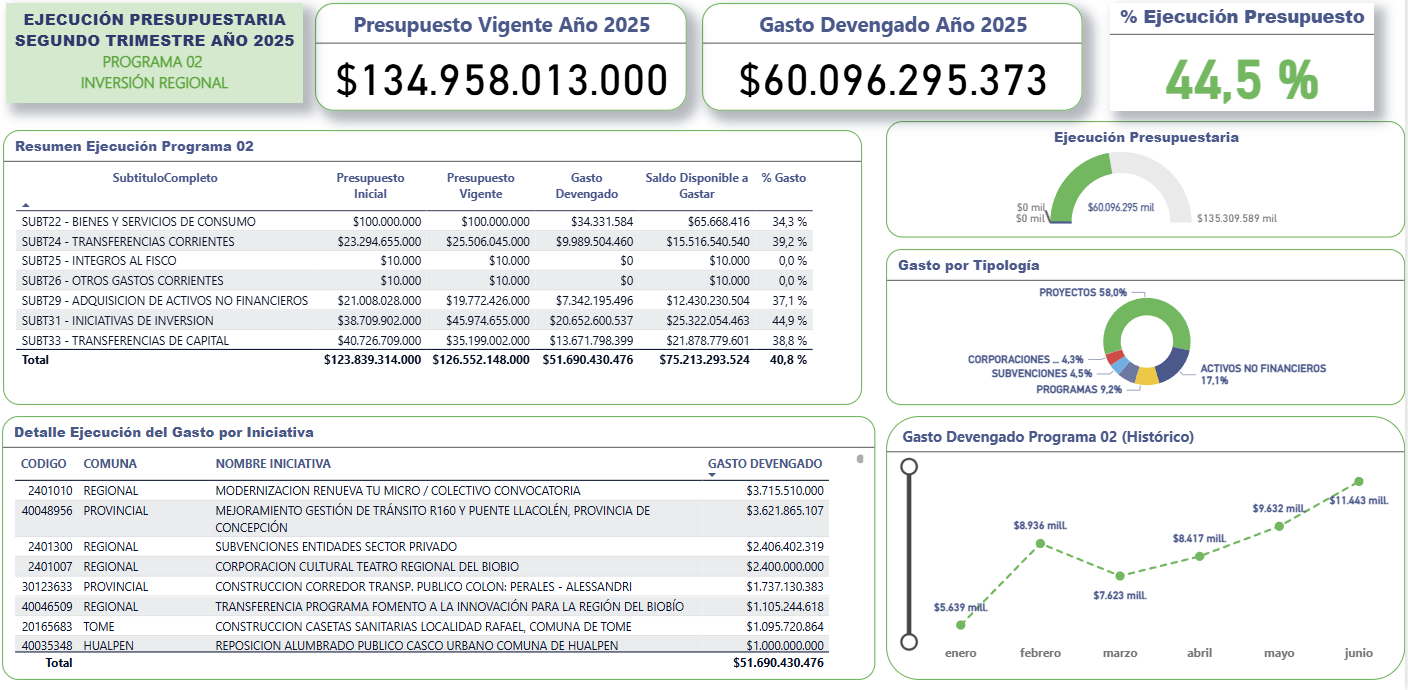 EJECUCIÓN PRESUPUESTARIA
SEGUNDO TRIMESTRE AÑO 2025
PROGRAMA 02
INVERSIÓN REGIONAL
Presupuesto Vigente Año 2025
$134.958.013.000
Gasto Devengado Año 2025
$60.096.295.373
% Ejecución Presupuesto
44,5 %
Resumen Ejecución Programa 02
SubtituloCompleto Presupuesto Inicial Presupuesto Vigente Gasto Devengado Saldo Disponible a Gastar % Gasto
SUBT22 - BIENES Y SERVICIOS DE CONSUMO $100.000.000 $100.000.000 $34.331.584 $65.668.416 34,3 %
SUBT24 - TRANSFERENCIAS CORRIENTES $23.294.655.000 $25.506.045.000 $9.989.504.460 $15.516.540.540 39,2 %
SUBT25 - INTEGROS AL FISCO $10.000 $10.000 $0 $10.000 0,0 %
SUBT26 - OTROS GASTOS CORRIENTES $10.000 $10.000 $0 $10.000 0,0 %
SUBT29 - ADQUISICION DE ACTIVOS NO FINANCIEROS $21.008.028.000 $19.772.426.000 $7.342.195.496 $12.430.230.504 37,1 %
SUBT31 - INICIATIVAS DE INVERSION $38.709.902.000 $45.974.655.000 $20.652.600.537 $25.322.054.463 44,9 %
SUBT33 - TRANSFERENCIAS DE CAPITAL $40.726.709.000 $35.199.002.000 $13.671.798.399 $21.878.779.601 38,8 %
Total $123.839.314.000 $126.552.148.000 $51.690.430.476 $75.213.293.524 40,8 %
Ejecución Presupuestaria
$0 mil
$0 mil
$60.096.295 mil
$135.309.589 mil
Gasto por Tipología
PROYECTOS 58,0%
CORPORACIONES ... 4,3%
SUBVENCIONES 4,5%
PROGRAMAS 9,2%
ACTIVOS NO FINANCIEROS
17,1%
Detalle Ejecución del Gasto por Iniciativa
CODIGO COMUNA NOMBRE INICIATIVA GASTO DEVENGADO
2401010 REGIONAL MODERNIZACION RENUEVA TU MICRO / COLECTIVO CONVOCATORIA $3.715.510.000
40048956 PROVINCIAL MEJORAMIENTO GESTIÓN DE TRÁNSITO R160 Y PUENTE LLACOLÉN, PROVINCIA DE $3.621.865.107
CONCEPCIÓN
2401300 REGIONAL SUBVENCIONES ENTIDADES SECTOR PRIVADO $2.406.402.319
2401007 REGIONAL CORPORACION CULTURAL TEATRO REGIONAL DEL BIOBIO $2.400.000.000
30123633 PROVINCIAL CONSTRUCCION CORREDOR TRANSP. PUBLICO COLON: PERALES - ALESSANDRI $1.737.130.383
40046509 REGIONAL TRANSFERENCIA PROGRAMA FOMENTO A LA INNOVACIÓN PARA LA REGIÓN DEL BIOBÍO $1.105.244.618
20165683 TOME CONSTRUCCION CASETAS SANITARIAS LOCALIDAD RAFAEL, COMUNA DE TOME $1.095.720.864
40035348 HUALPEN REPOSICION ALUMBRADO PUBLICO CASCO URBANO COMUNA DE HUALPEN $1.000.000.000
Total $51.690.430.476
Gasto Devengado Programa 02 (Histórico)
$5.639 mill.
$8.936 mill.
$7.623 mill.
$8.417 mill.
$9.632 mill.
$11.443 mill.
enero febrero marzo abril mayo junio